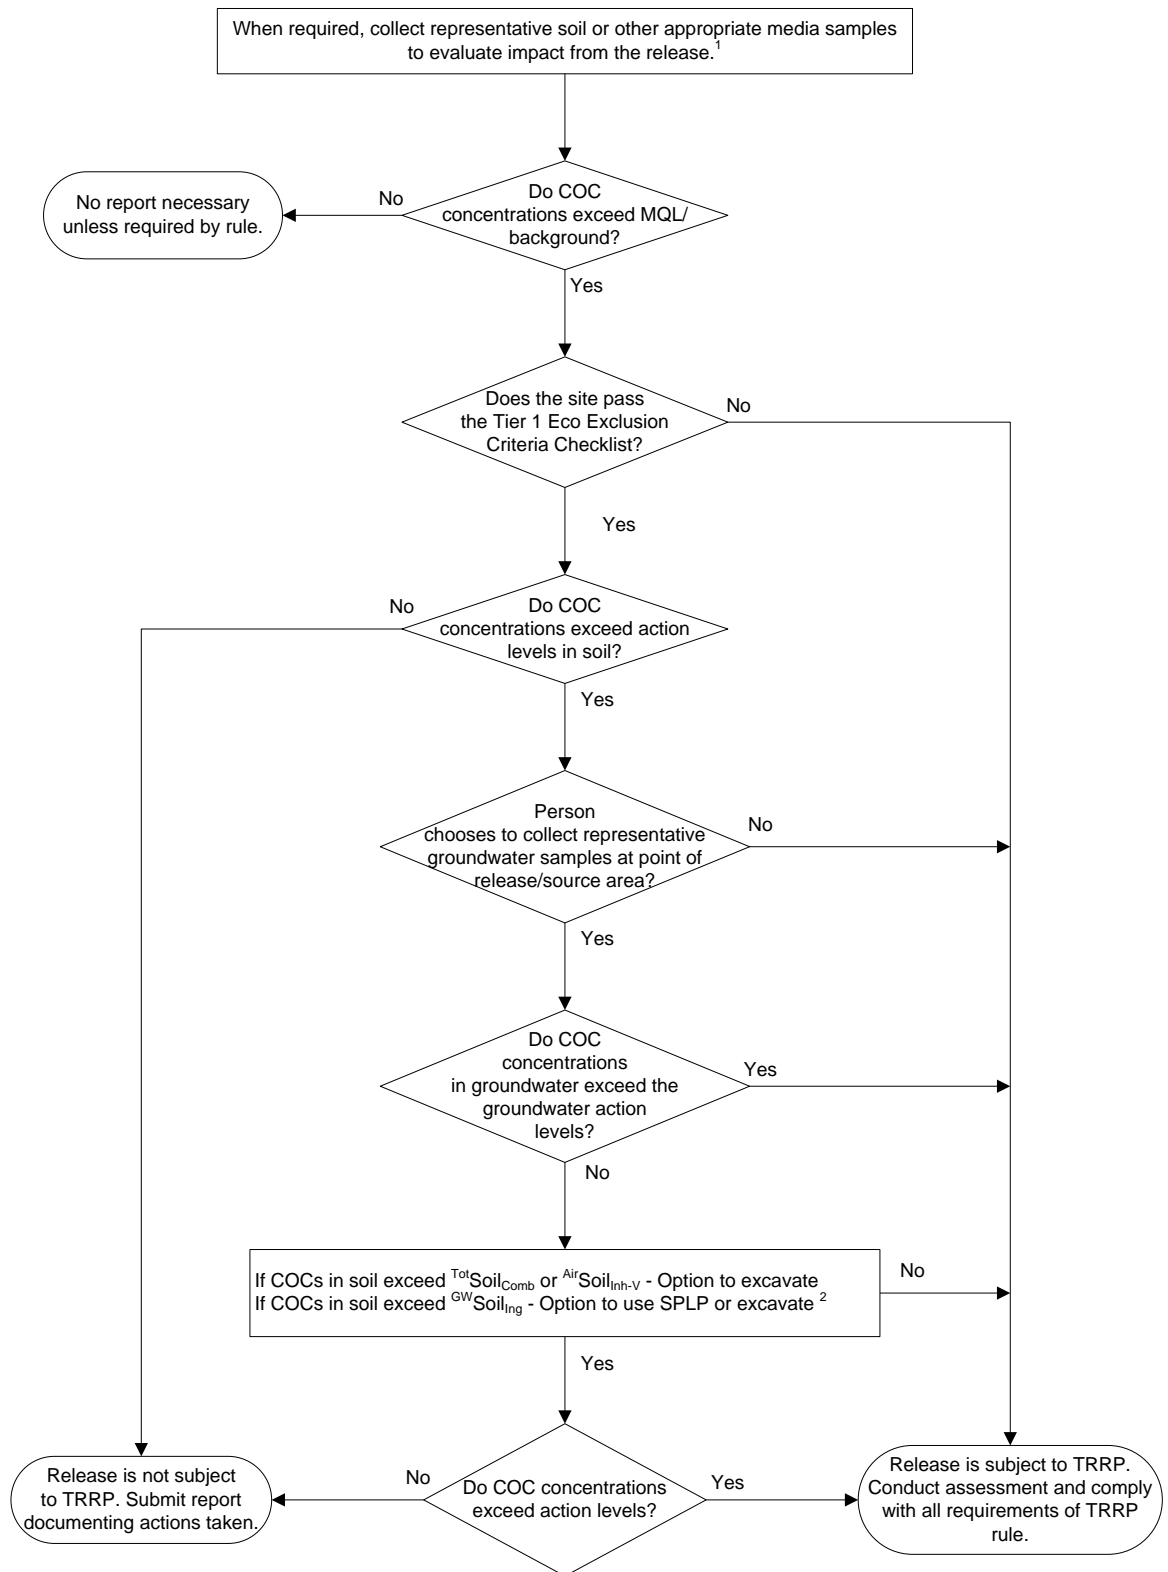 When required, collect representative soil or other appropriate media samples
to evaluate impact from the release.1
Do COC
concentrations exceed MQL/
background?
No
No report necessary
unless required by rule.
Yes
Does the site pass
the Tier 1 Eco Exclusion
Criteria Checklist?
No
Yes
Do COC
concentrations exceed action
levels in soil?
No
Yes
Person
chooses to collect representative
groundwater samples at point of
release/source area?
No
Yes
Do COC
concentrations
in groundwater exceed the
groundwater action
levels?
Yes
No
If COCs in soil exceed TotSoilComb or AirSoilInh-V - Option to excavate
If COCs in soil exceed GWSoilIng - Option to use SPLP or excavate 2
No
Yes
Do COC concentrations
exceed action levels?
No
Yes
Release is not subject
to TRRP. Submit report
documenting actions taken.
Release is subject to TRRP.
Conduct assessment and comply
with all requirements of TRRP
rule.